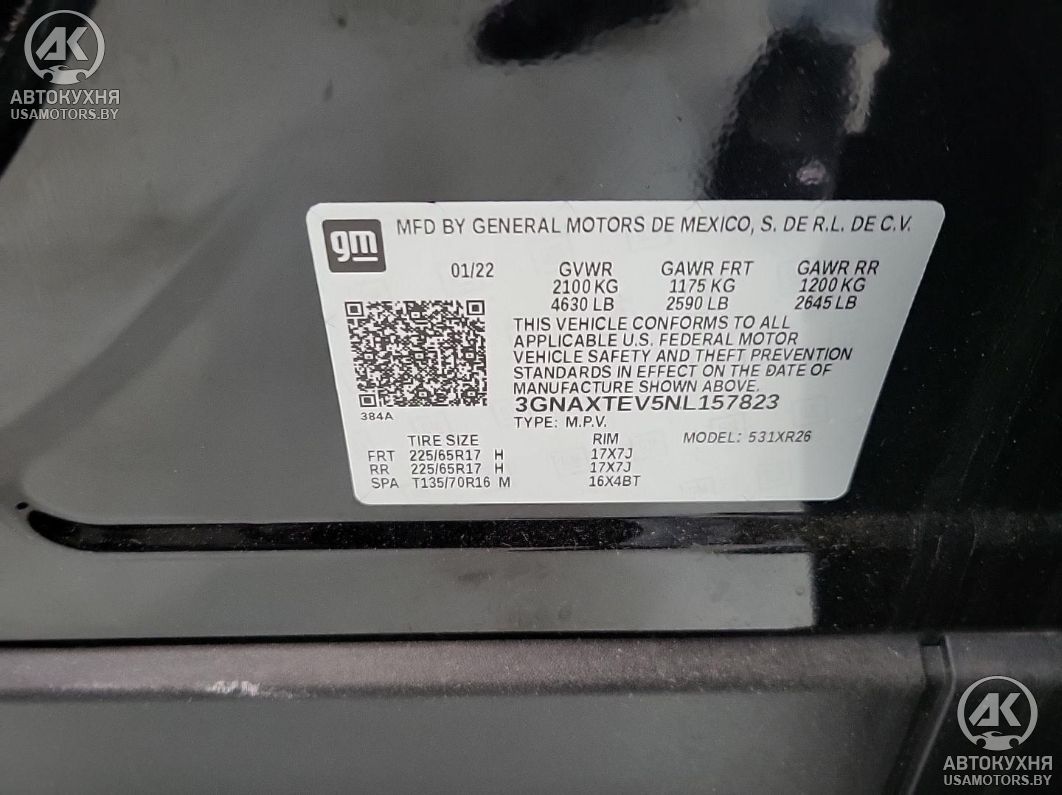 AK
АВТОКУХНЯ
USAMOTORS.BY
gm
MFD BY GENERAL MOTORS DE MEXICO, S. DE R.L. DE C.V.
01/22 GVWR GAWR FRT GAWR RR
2100 KG 1175 KG 1200 KG
4630 LB 2590 LB 2645 LB
THIS VEHICLE CONFORMS TO ALL
APPLICABLE U.S. FEDERAL MOTOR
VEHICLE SAFETY AND THEFT PREVENTION
STANDARDS IN EFFECT ON THE DATE OF
MANUFACTURE SHOWN ABOVE.
3GNAXTEV5NL157823
384A
TYPE: M.P.V.
TIRE SIZE RIM MODEL: 531XR26
FRT 225/65R17 H 17X7J
RR 225/65R17 H 17X7J
SPA T135/70R16 M 16X4BT
AK
АВТОКУХНЯ
USAMOTORS.BY